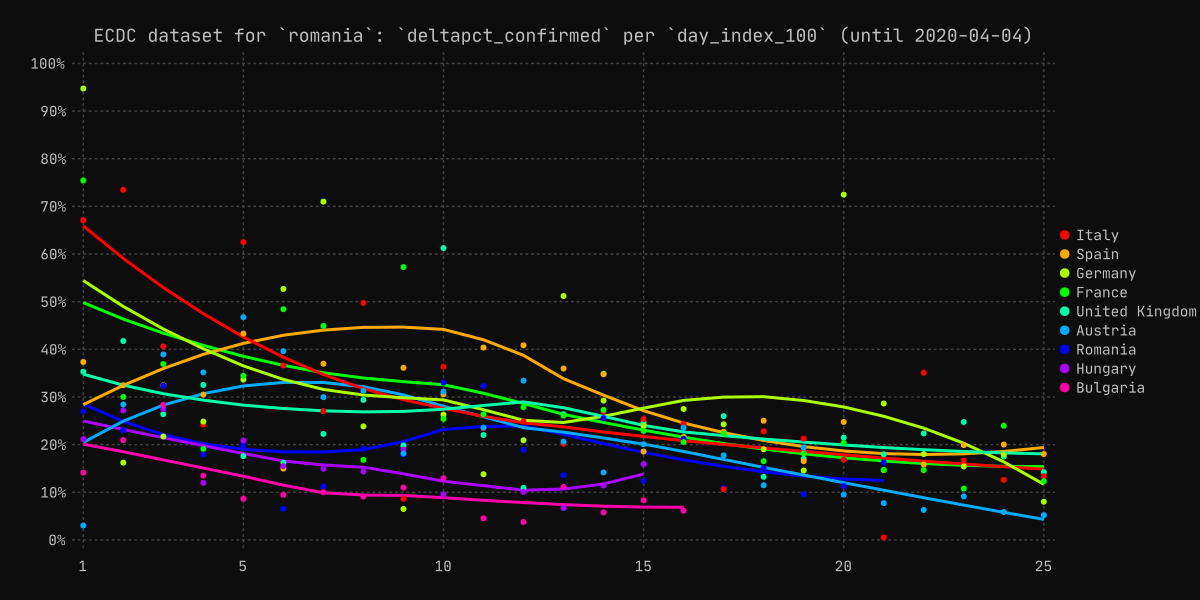 ECDC dataset for `romania`: `deltapct_confirmed` per `day_index_100` (until 2020-04-04)
100%
90%
80%
70%
60%
50%
40%
30%
20%
10%
0%
1 5 10 15 20 25
Italy
Spain
Germany
France
United Kingdom
Austria
Romania
Hungary
Bulgaria